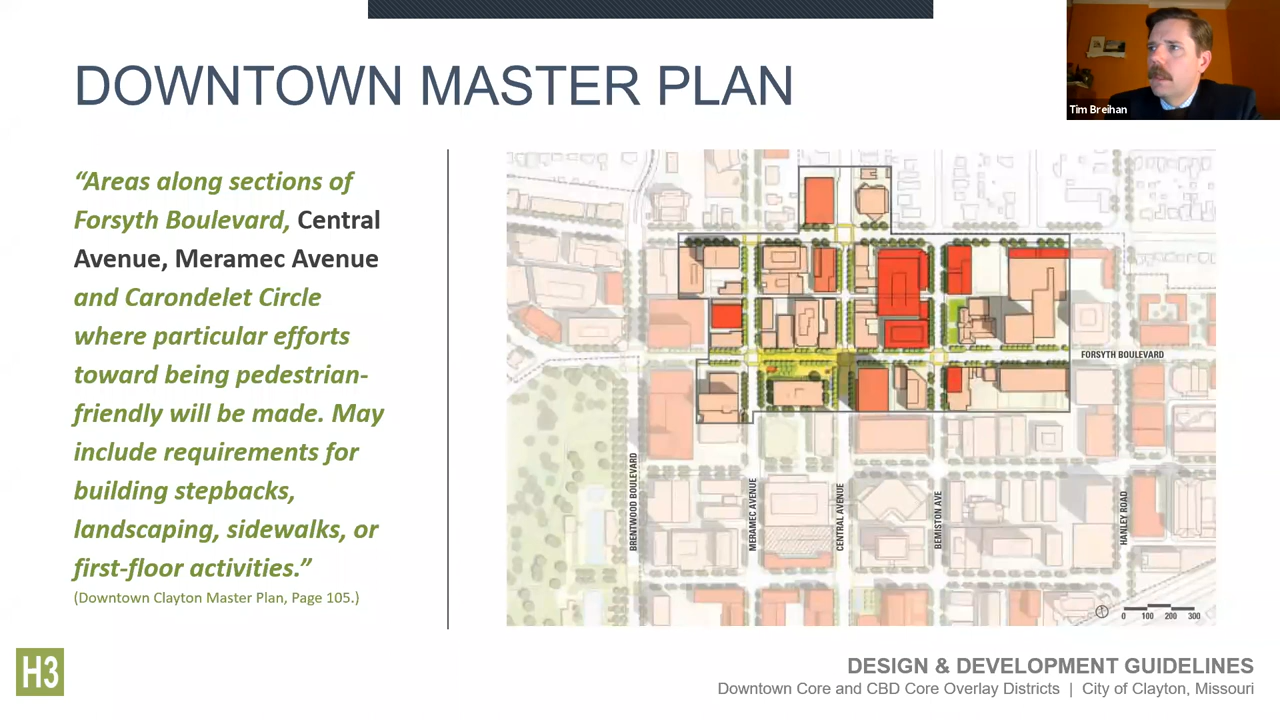 DOWNTOWN MASTER PLAN
Tim Breihan
“Areas along sections of
Forsyth Boulevard, Central
Avenue, Meramec Avenue
and Carondelet Circle
where particular efforts
toward being pedestrian-
friendly will be made. May
include requirements for
building stepbacks,
landscaping, sidewalks, or
first-floor activities.”
(Downtown Clayton Master Plan, Page 105.)
FORSYTH BOULEVARD
BRENTWOOD BOULEVARD
MERAMEC AVENUE
CENTRAL AVENUE
BEMISTON AVE
HANLEY ROAD
0 100 200 300
H3
DESIGN & DEVELOPMENT GUIDELINES
Downtown Core and CBD Core Overlay Districts | City of Clayton, Missouri